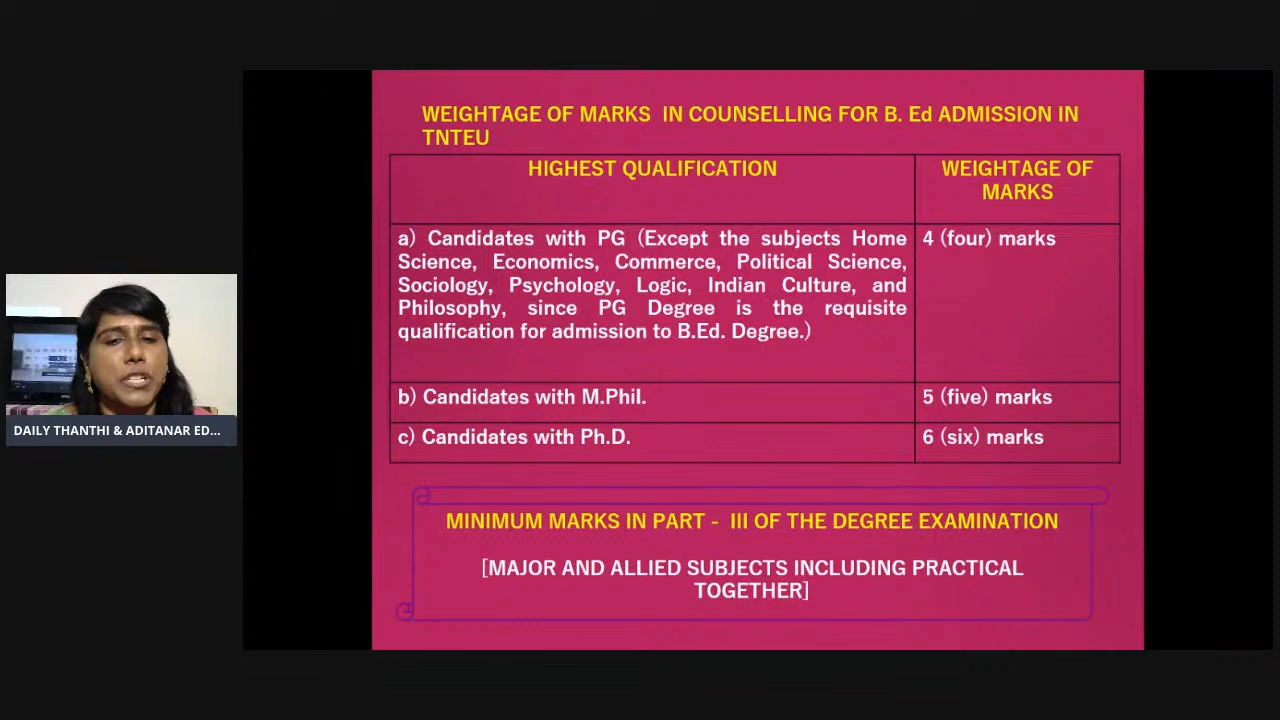 WEIGHTAGE OF MARKS IN COUNSELLING FOR B. Ed ADMISSION IN
TNTEU
HIGHEST QUALIFICATION
WEIGHTAGE OF
MARKS
a) Candidates with PG (Except the subjects Home
Science, Economics, Commerce, Political Science,
Sociology, Psychology, Logic, Indian Culture, and
Philosophy, since PG Degree is the requisite
qualification for admission to B.Ed. Degree.)
4 (four) marks
b) Candidates with M.Phil.
5 (five) marks
c) Candidates with Ph.D.
6 (six) marks
MINIMUM MARKS IN PART - III OF THE DEGREE EXAMINATION
[MAJOR AND ALLIED SUBJECTS INCLUDING PRACTICAL
TOGETHER]
DAILY THANTHI & ADITANAR ED...